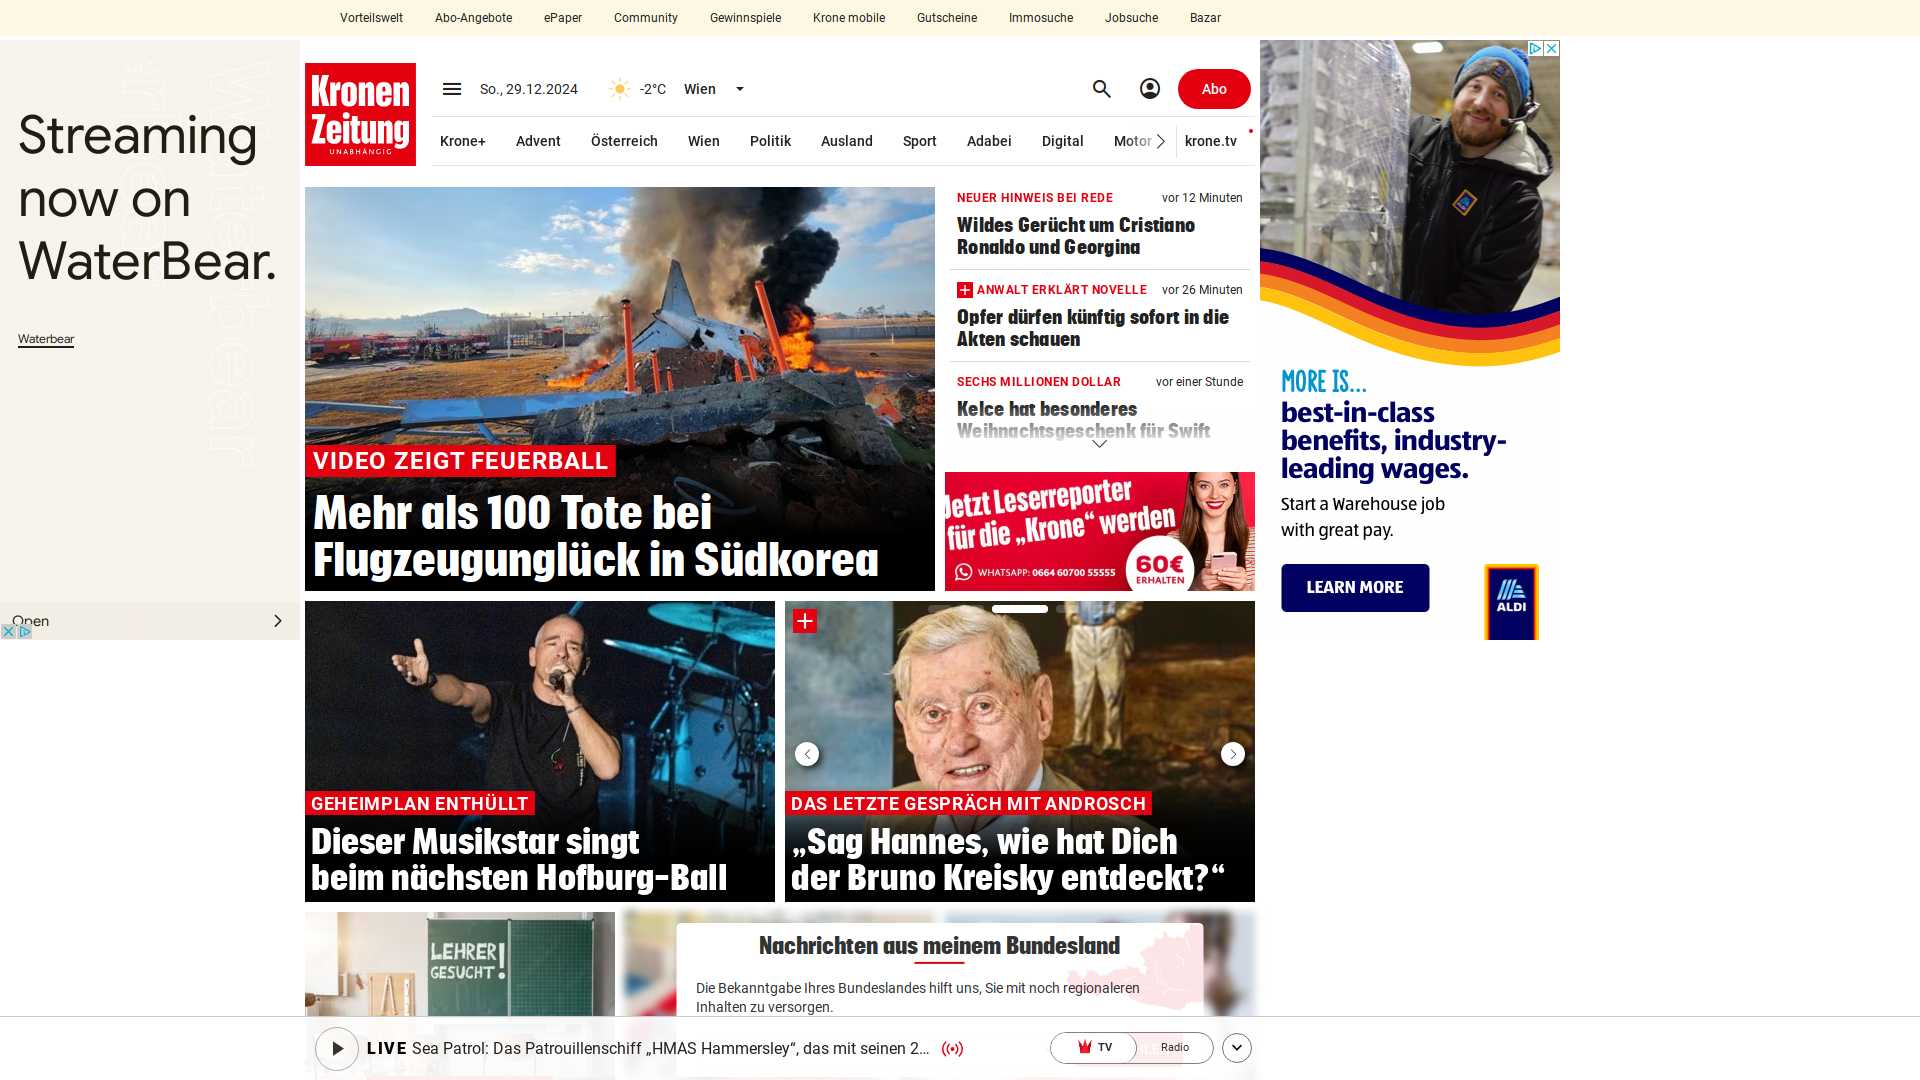 Vorteilswelt
Abo-Angebote
ePaper
Community
Gewinnspiele
Krone mobile
Gutscheine
Immosuche
Jobsuche
Bazar
Streaming
now on
WaterBear.
Waterbear
Open
Kronen
Zeitung
UNABHÄNGIG
So., 29.12.2024
-2°C
Wien
Abo
Krone+
Advent
Österreich
Wien
Politik
Ausland
Sport
Adabei
Digital
Motor
krone.tv
VIDEO ZEIGT FEUERBALL
Mehr als 100 Tote bei
Flugzeugunglück in Südkorea
NEUER HINWEIS BEI REDE
vor 12 Minuten
Wildes Gerücht um Cristiano
Ronaldo und Georgina
ANWALT ERKLÄRT NOVELLE
vor 26 Minuten
Opfer dürfen künftig sofort in die
Akten schauen
SECHS MILLIONEN DOLLAR
vor einer Stunde
Kelce hat besonderes
Weihnachtsgeschenk für Swift
Jetzt Leserreporter
für die „Krone“ werden
WHATSAPP: 0664 60700 55555
60€
ERHALTEN
MORE IS...
best-in-class
benefits, industry-
leading wages.
Start a Warehouse job
with great pay.
LEARN MORE
ALDI
GEHEIMPLAN ENTHÜLLT
Dieser Musikstar singt
beim nächsten Hofburg-Ball
DAS LETZTE GESPRÄCH MIT ANDROSCH
„Sag Hannes, wie hat Dich
der Bruno Kreisky entdeckt?“
LEHRER
GESUCHT!
Nachrichten aus meinem Bundesland
Die Bekanntgabe Ihres Bundeslandes hilft uns, Sie mit noch regionaleren
Inhalten zu versorgen.
LIVE Sea Patrol: Das Patrouillenschiff „HMAS Hammersley“, das mit seinen 2...
TV
Radio